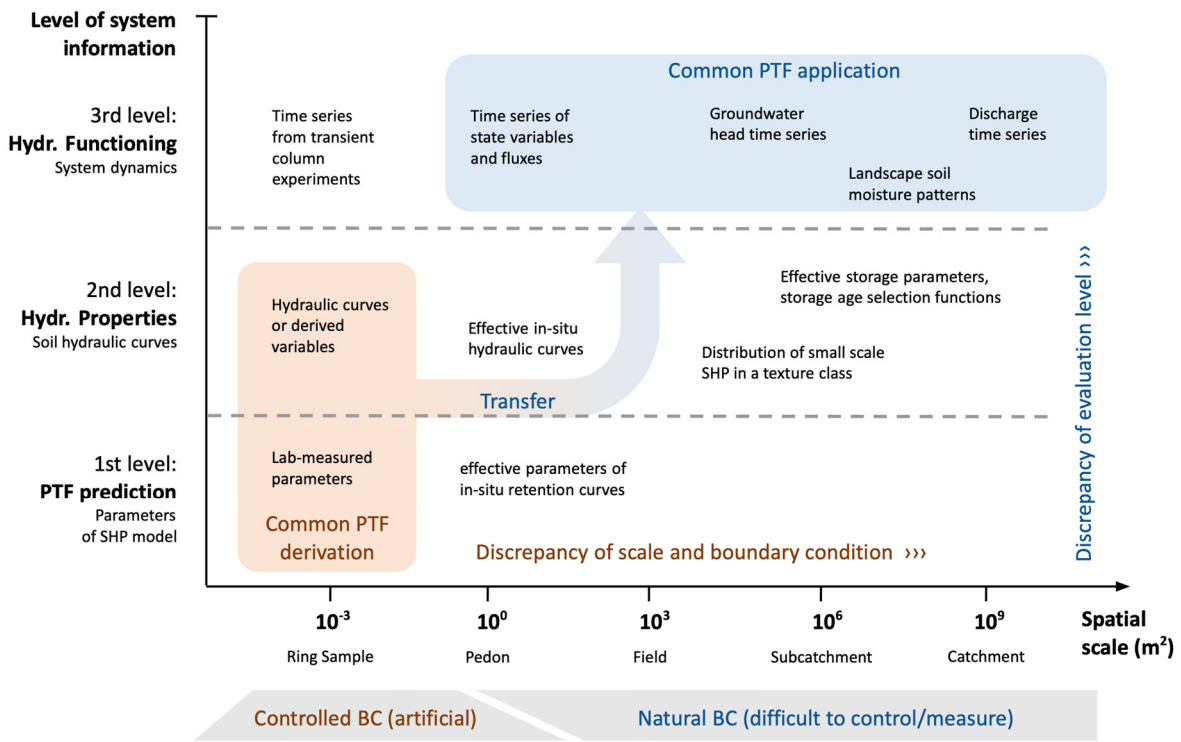 Level of system
information
Common PTF application
3rd level:
Hydr. Functioning
System dynamics
Time series
from transient
column
experiments
Time series of
state variables
and fluxes
Groundwater
head time series
Discharge
time series
Landscape soil
moisture patterns
2nd level:
Hydr. Properties
Soil hydraulic curves
Hydraulic curves
or derived
variables
Effective in-situ
hydraulic curves
Effective storage parameters,
storage age selection functions
Distribution of small scale
SHP in a texture class
Transfer
1st level:
PTF prediction
Parameters
of SHP model
Lab-measured
parameters
effective parameters of
in-situ retention curves
Common PTF
derivation
Discrepancy of scale and boundary condition ›››
Discrepancy of evaluation level ›››
10⁻³
10⁰
10³
10⁶
10⁹
Spatial
scale (m²)
Ring Sample
Pedon
Field
Subcatchment
Catchment
Controlled BC (artificial)
Natural BC (difficult to control/measure)